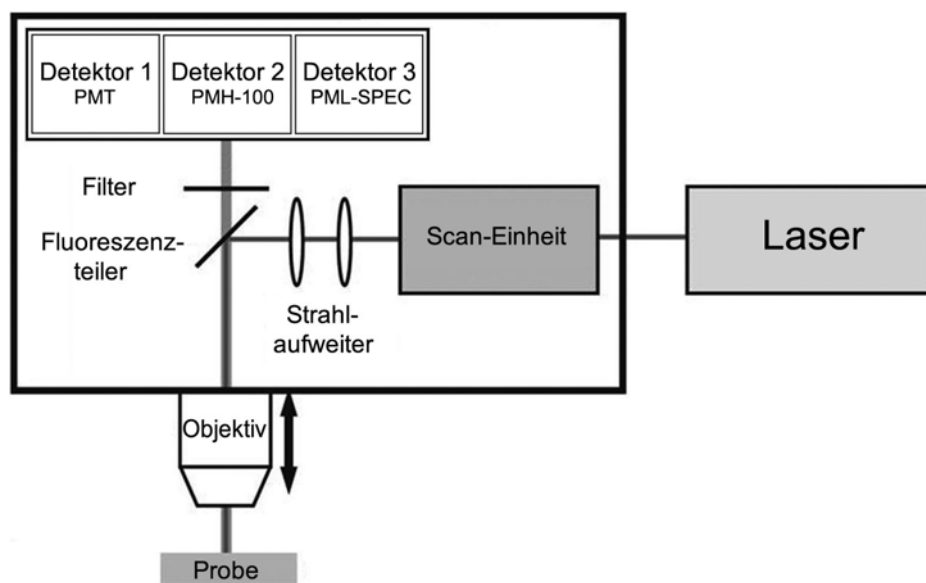 Detektor 1
PMT
Detektor 2
PMH-100
Detektor 3
PML-SPEC
Filter
Fluoreszenz-
teiler
Strahl-
aufweiter
Scan-Einheit
Laser
Objektiv
Probe